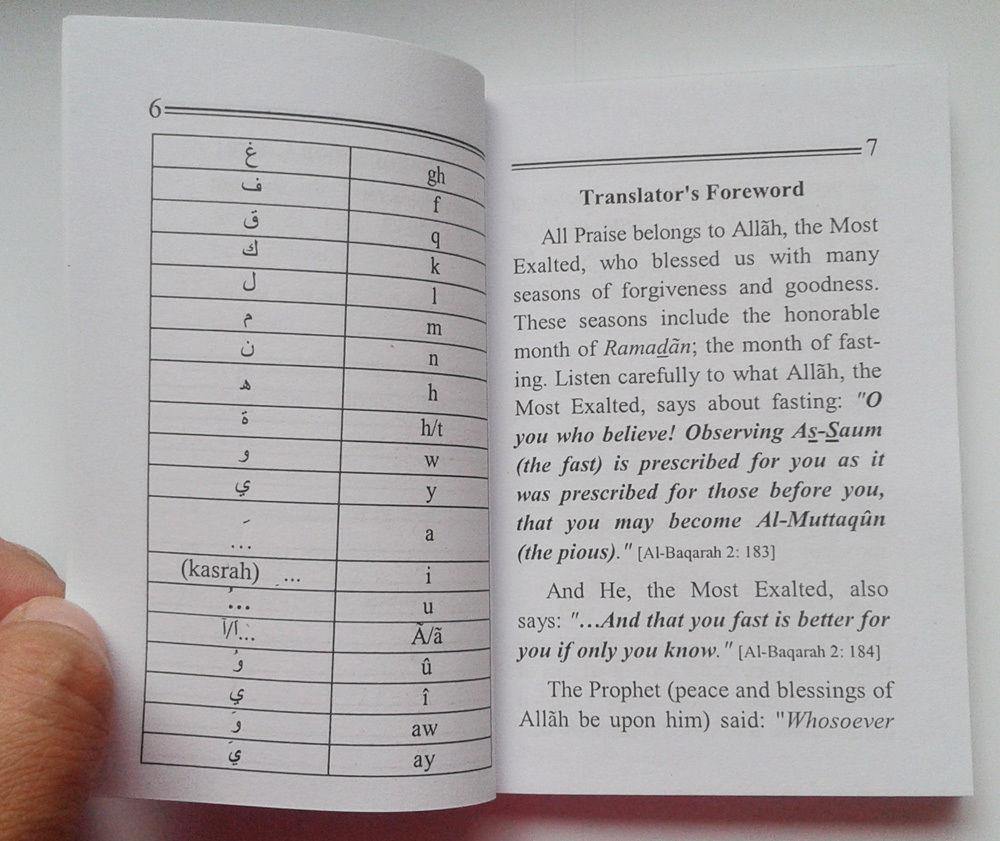 6
غ gh
ف f
ق q
ك k
ل l
م m
ن n
ه h
ة h/t
و w
ي y
َ... a
(kasrah) ... i
ُ... u
...آ/آ Ã/ã
وُ û
ي î
وَ aw
يَ ay
7
Translator's Foreword
All Praise belongs to Allãh, the Most
Exalted, who blessed us with many
seasons of forgiveness and goodness.
These seasons include the honorable
month of Ramaḏãn; the month of fast-
ing. Listen carefully to what Allãh, the
Most Exalted, says about fasting: "O
you who believe! Observing As̱-S̱aum
(the fast) is prescribed for you as it
was prescribed for those before you,
that you may become Al-Muttaqûn
(the pious)." [Al-Baqarah 2: 183]
And He, the Most Exalted, also
says: "...And that you fast is better for
you if only you know." [Al-Baqarah 2: 184]
The Prophet (peace and blessings of
Allãh be upon him) said: "Whosoever